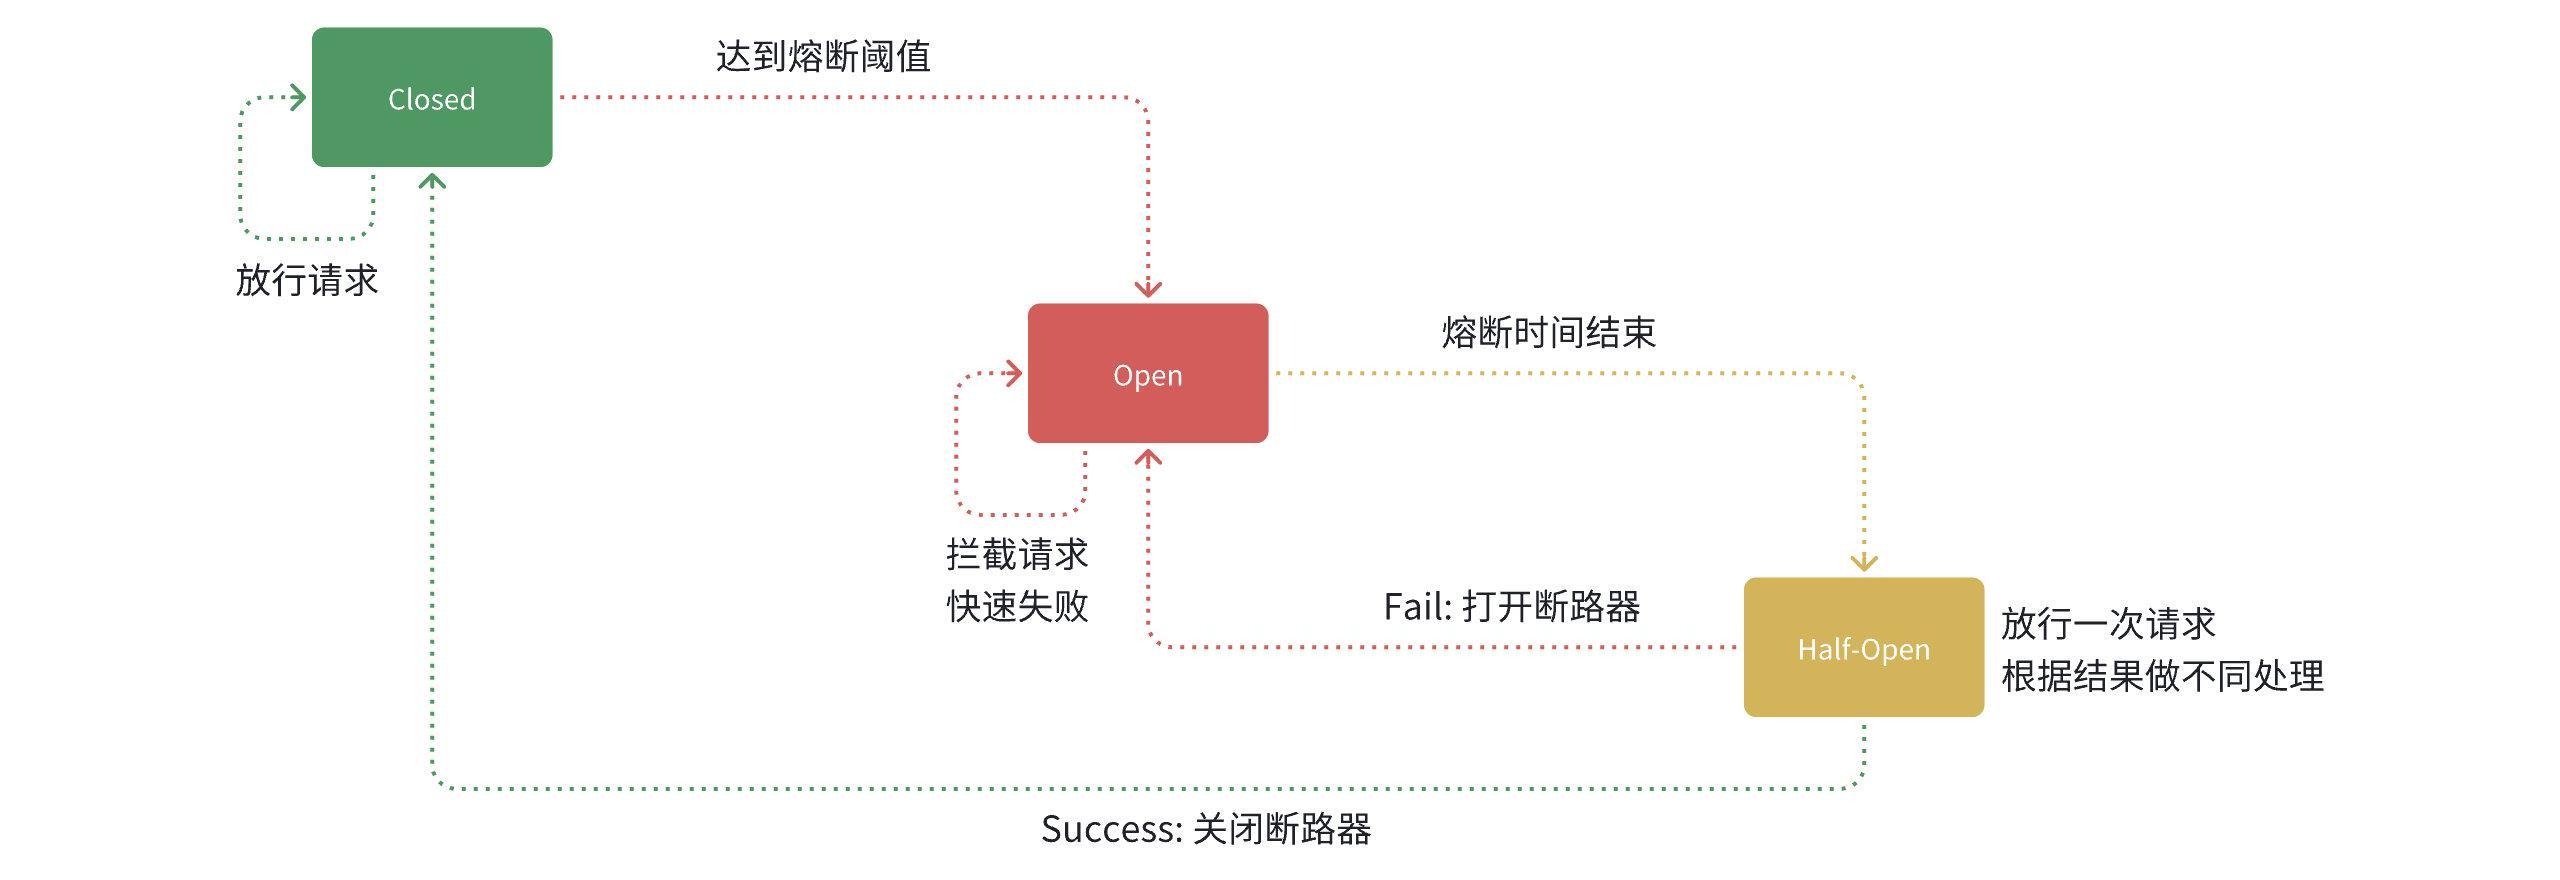 达到熔断阈值
Closed
放行请求
熔断时间结束
Open
拦截请求
快速失败
Fail: 打开断路器
Half-Open
放行一次请求
根据结果做不同处理
Success: 关闭断路器